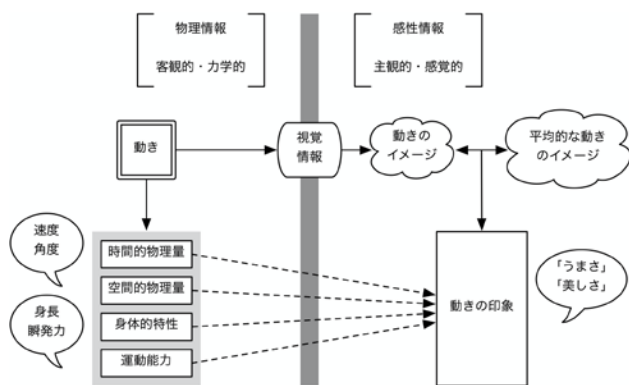 物理情報
客観的・力学的
感性情報
主観的・感覚的
動き
視覚
情報
動きの
イメージ
平均的な動き
のイメージ
速度
角度
時間的物理量
空間的物理量
身長
瞬発力
身体的特性
運動能力
動きの印象
「うまさ」
「美しさ」